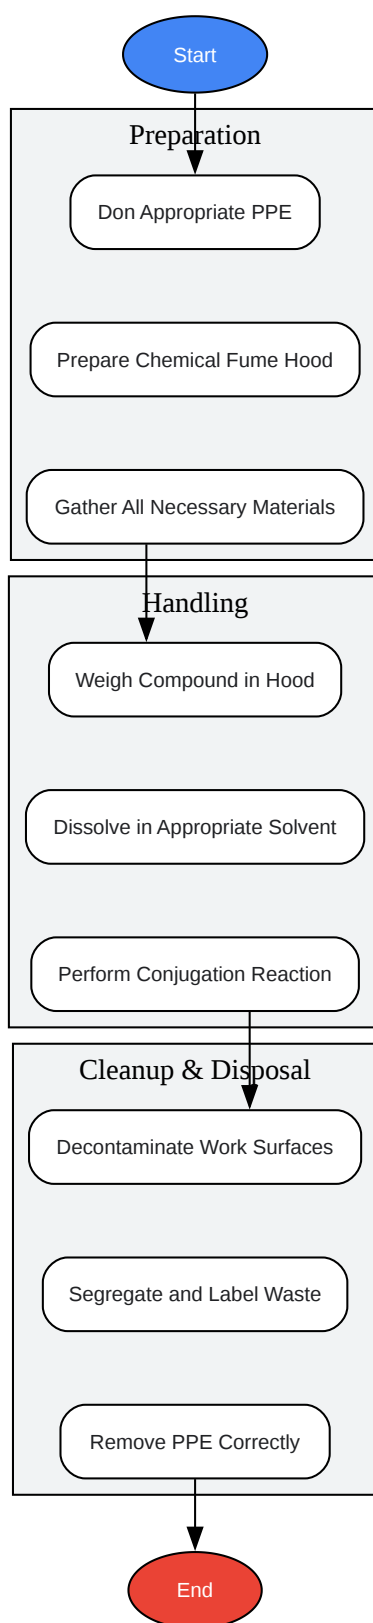 Start
Preparation
Don Appropriate PPE
Prepare Chemical Fume Hood
Gather All Necessary Materials
Handling
Weigh Compound in Hood
Dissolve in Appropriate Solvent
Perform Conjugation Reaction
Cleanup & Disposal
Decontaminate Work Surfaces
Segregate and Label Waste
Remove PPE Correctly
End